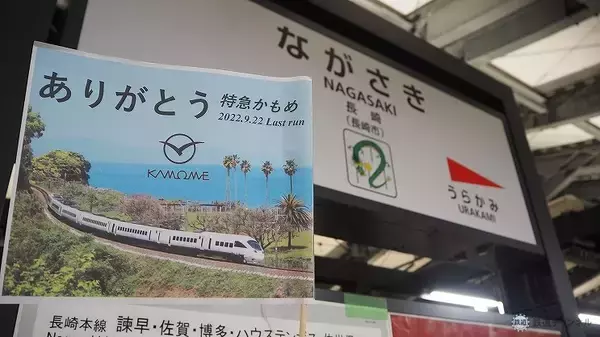 ありがとう 特急かもめ
2022.9.22 Last run
KAMOME
ながさき
NAGASAKI
長崎
(長崎市)
うらかみ
URAKAMI
長崎本線 諫早・佐賀・博多・ハウステンボス